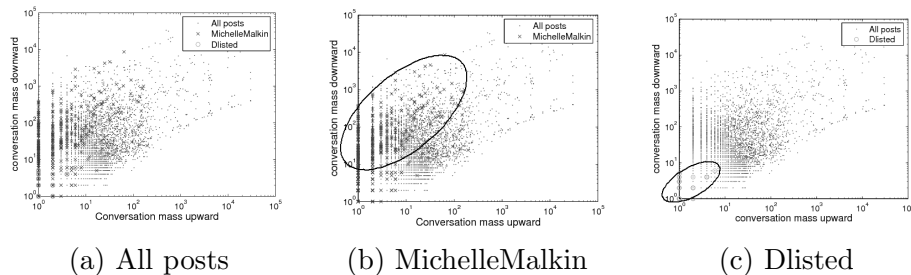 All posts
MichelleMalkin
Dlisted
conversation mass downward
10^5
10^4
10^3
10^2
10^1
10^0
10^0 10^1 10^2 10^3 10^4 10^5
Conversation mass upward
(a) All posts
All posts
MichelleMalkin
conversation mass downward
10^5
10^4
10^3
10^2
10^1
10^0
10^0 10^1 10^2 10^3 10^4 10^5
Conversation mass upward
(b) MichelleMalkin
All posts
Dlisted
conversation mass downward
10^5
10^4
10^3
10^2
10^1
10^0
10^0 10^1 10^2 10^3 10^4 10^5
conversation mass upward
(c) Dlisted